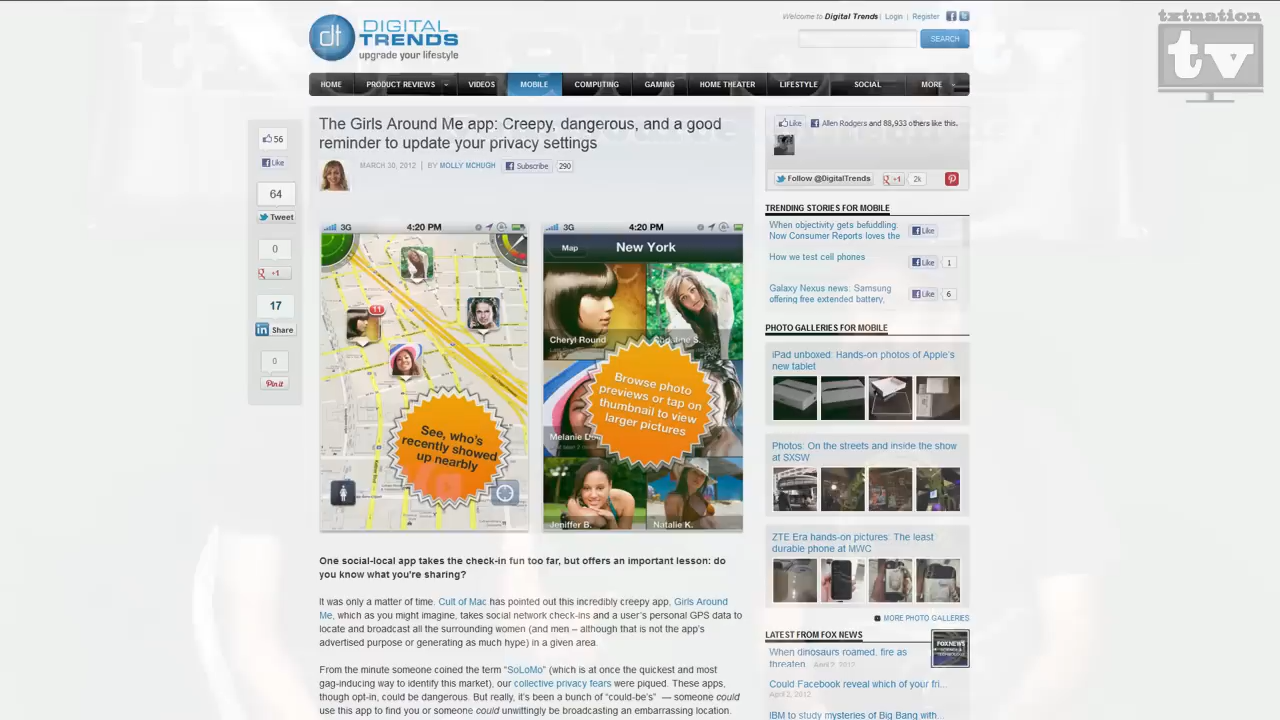 txtnation
tv
dt DIGITAL
TRENDS
upgrade your lifestyle
Welcome to Digital Trends | Login | Register
SEARCH
HOME PRODUCT REVIEWS VIDEOS MOBILE COMPUTING GAMING HOME THEATER LIFESTYLE SOCIAL MORE
56
Like
64
Tweet
0
+1
17
in Share
0
Pin it
The Girls Around Me app: Creepy, dangerous, and a good
reminder to update your privacy settings
MARCH 30, 2012 | BY MOLLY MCHUGH Subscribe 290
3G 4:20 PM
11
See, who's
recently showed
up nearby
3G 4:20 PM
Map New York
Cheryl Round
Browse photo
previews or tap on
thumbnail to view
larger pictures
Jeniffer B. Natalie K.
One social-local app takes the check-in fun too far, but offers an important lesson: do
you know what you're sharing?
It was only a matter of time. Cult of Mac has pointed out this incredibly creepy app, Girls Around
Me, which as you might imagine, takes social network check-ins and a user's personal GPS data to
locate and broadcast all the surrounding women (and men – although that is not the app's
advertised purpose or generating as much hype) in a given area.
From the minute someone coined the term "SoLoMo" (which is at once the quickest and most
gag-inducing way to identify this market), our collective privacy fears were piqued. These apps,
though opt-in, could be dangerous. But really, it's been a bunch of "could-be's" — someone could
use this app to find you or someone could unwittingly be broadcasting an embarrassing location.
Like Allen Rodgers and 88,933 others like this.
Follow @DigitalTrends +1 2k
TRENDING STORIES FOR MOBILE
When objectivity gets befuddling:
Now Consumer Reports loves the
Like
How we test cell phones
Like 1
Galaxy Nexus news: Samsung
offering free extended battery,
Like 6
PHOTO GALLERIES FOR MOBILE
iPad unboxed: Hands-on photos of Apple's
new tablet
Photos: On the streets and inside the show
at SXSW
ZTE Era hands-on pictures: The least
durable phone at MWC
MORE PHOTO GALLERIES
LATEST FROM FOX NEWS
FOXNEWS
When dinosaurs roamed, fire as
threaten... April 2, 2012
Could Facebook reveal which of your fri...
April 2, 2012
IBM to study mysteries of Big Bang with...